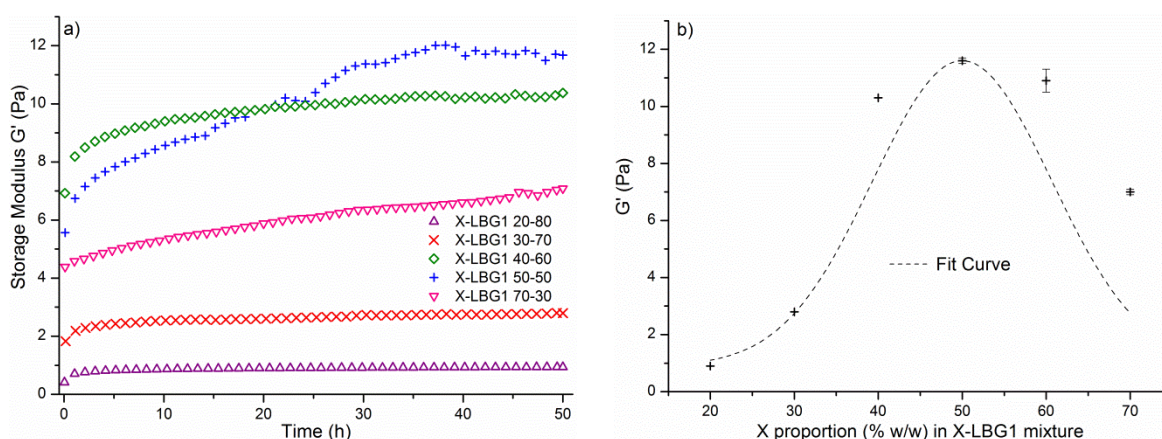 a)
Storage Modulus G' (Pa)
12
10
8
6
4
2
0
X-LBG1 20-80
X-LBG1 30-70
X-LBG1 40-60
X-LBG1 50-50
X-LBG1 70-30
0 10 20 30 40 50
Time (h)
b)
G' (Pa)
12
10
8
6
4
2
0
Fit Curve
20 30 40 50 60 70
X proportion (% w/w) in X-LBG1 mixture